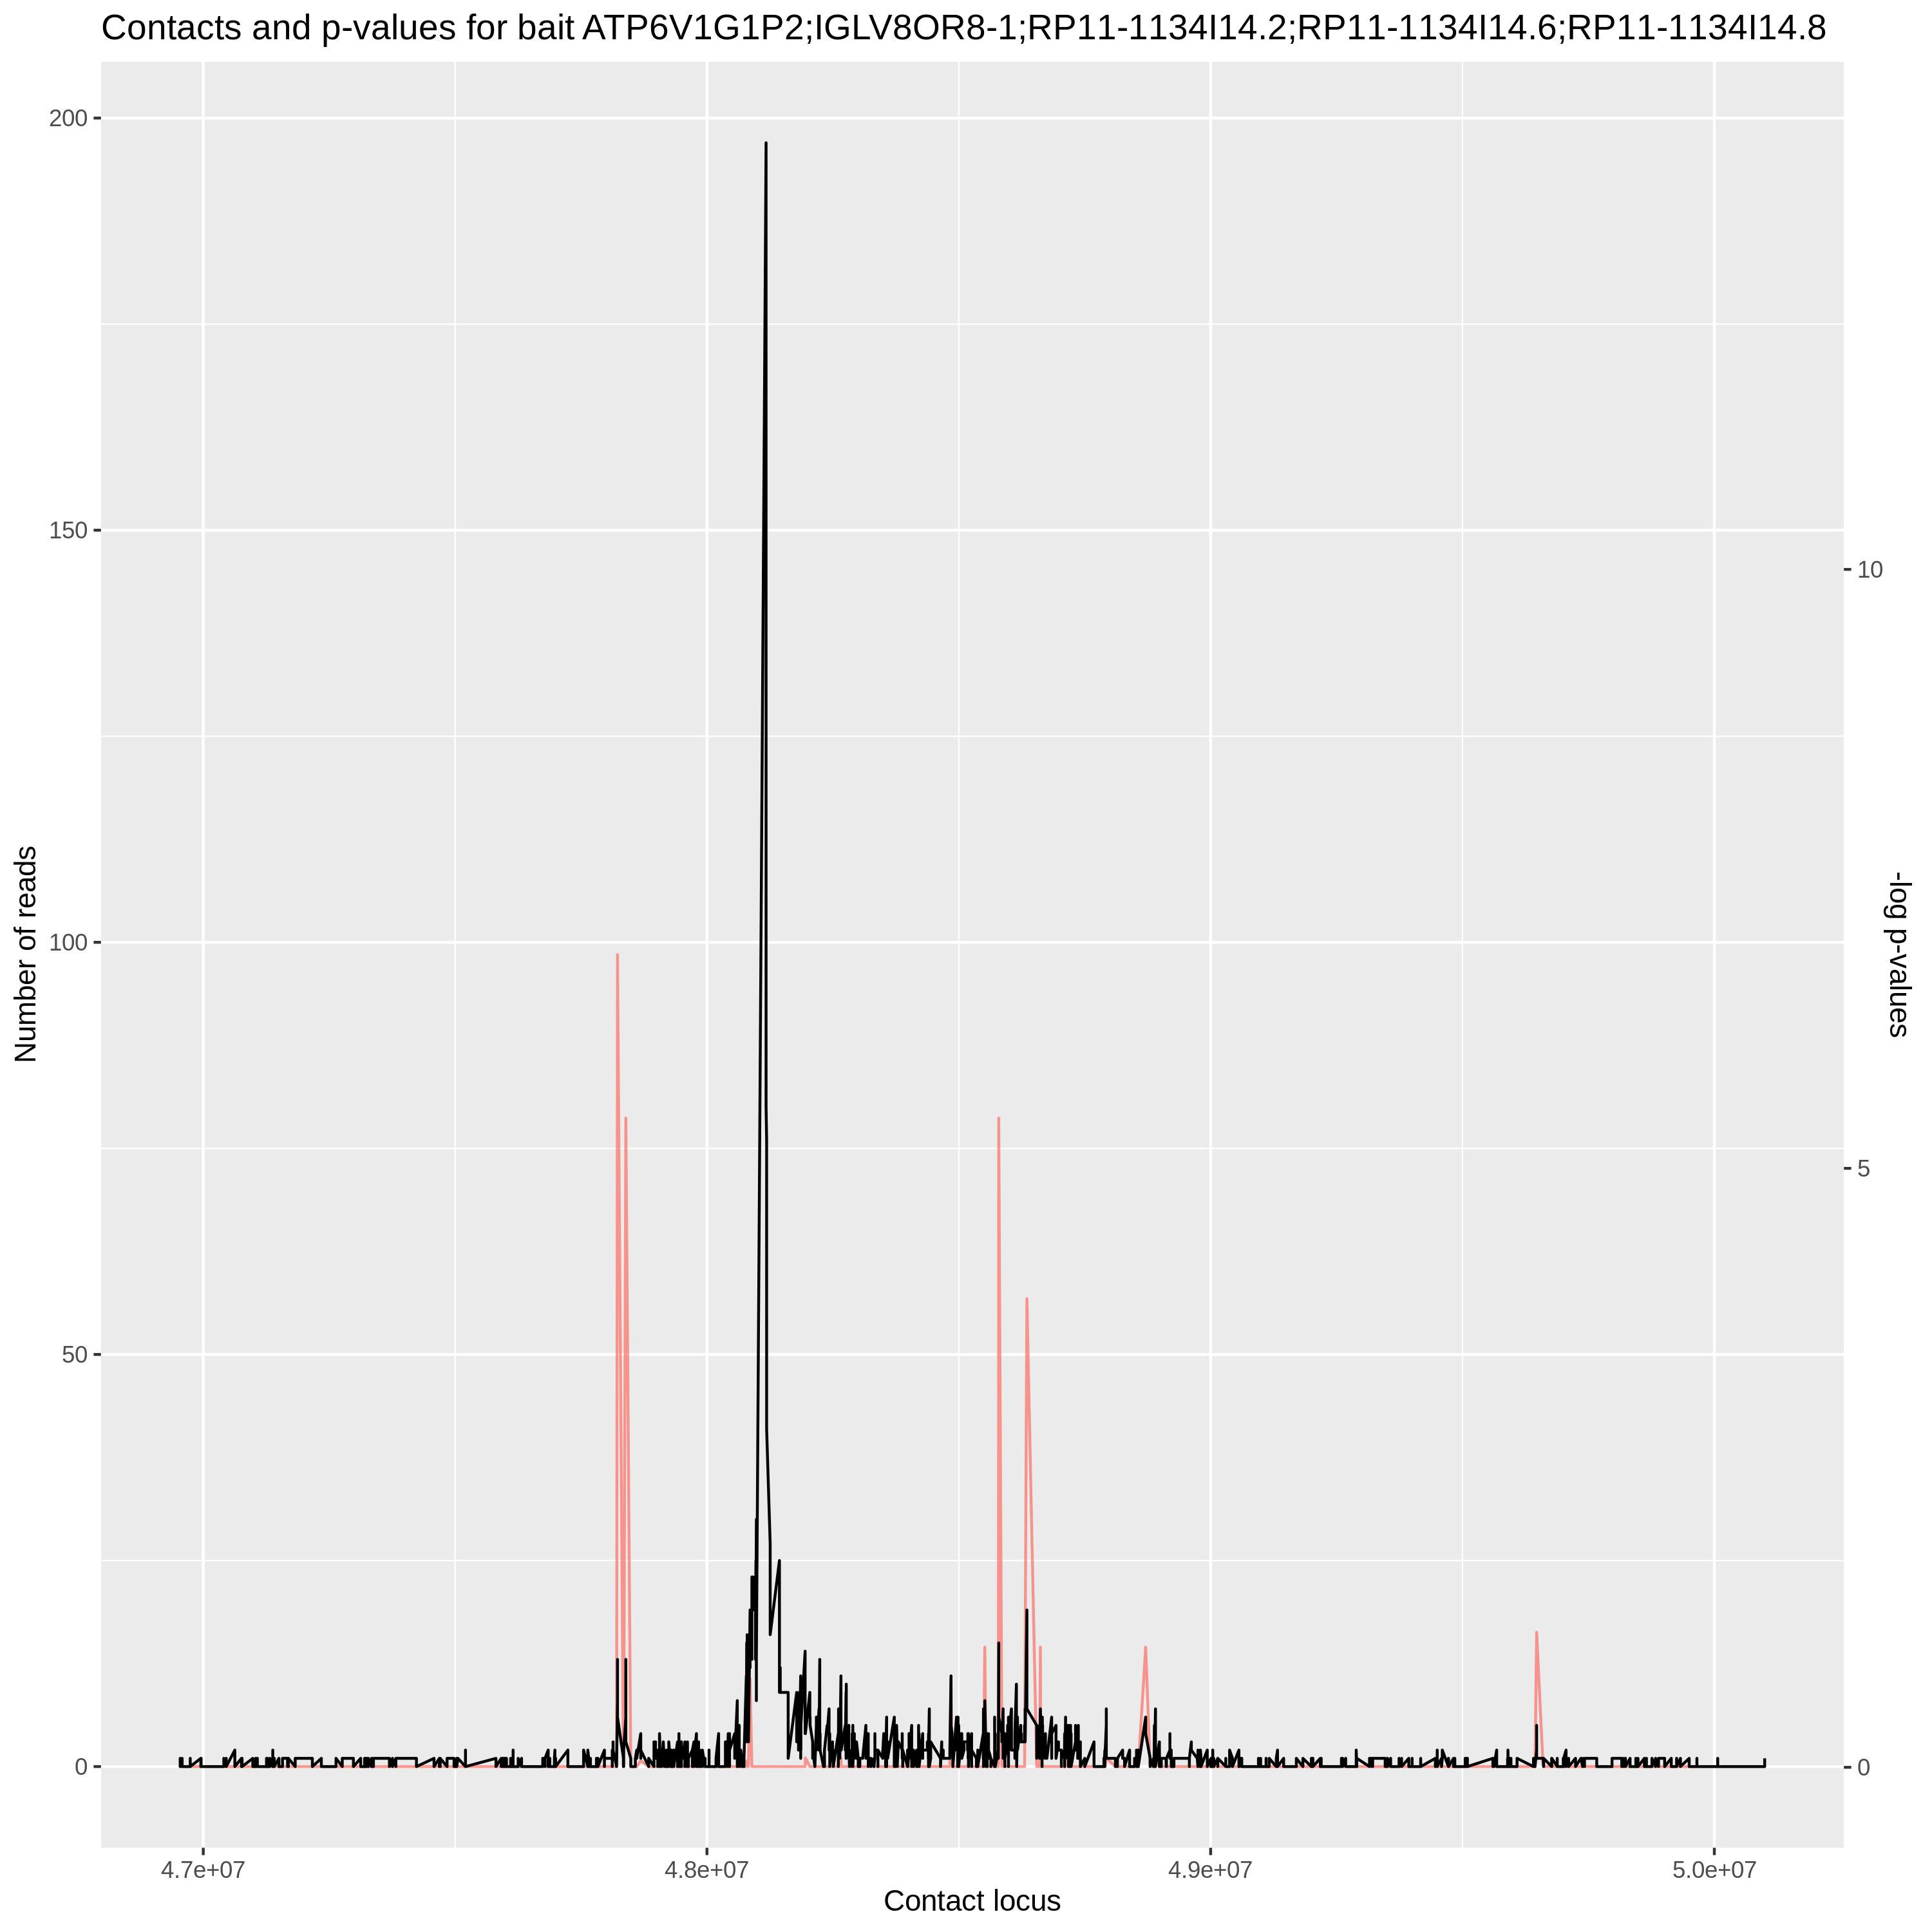 Contacts and p-values for bait ATP6V1G1P2;IGLV8OR8-1;RP11-1134I14.2;RP11-1134I14.6;RP11-1134I14.8
200
150
100
50
0
Number of reads
10
5
0
-log p-values
4.7e+07
4.8e+07
4.9e+07
5.0e+07
Contact locus